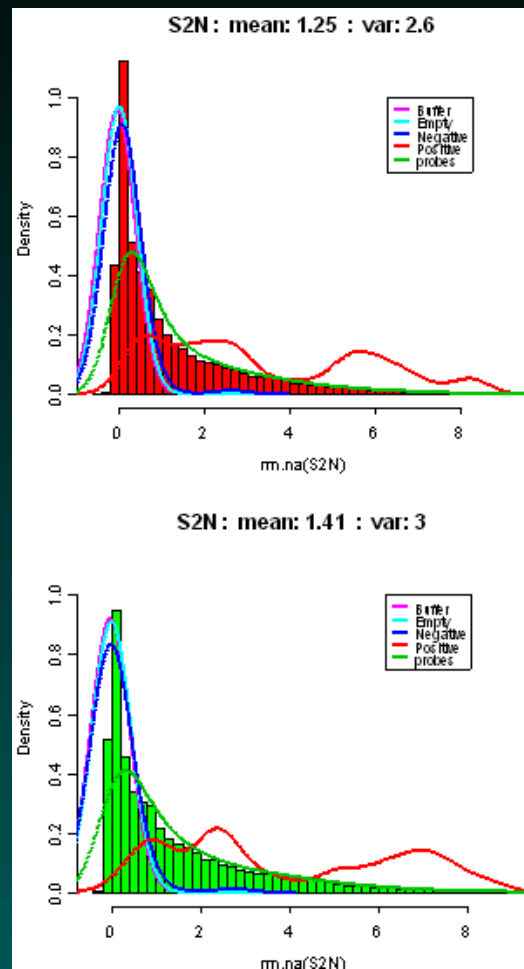 S2N : mean: 1.25 : var: 2.6
Buffer
Empty
Negative
Positive
probes
Density
0.0 0.2 0.4 0.6 0.8 1.0
0 2 4 6 8
rm.na(S2N)
S2N : mean: 1.41 : var: 3
Buffer
Empty
Negative
Positive
probes
Density
0.0 0.2 0.4 0.6 0.8 1.0
0 2 4 6 8
rm.na(S2N)